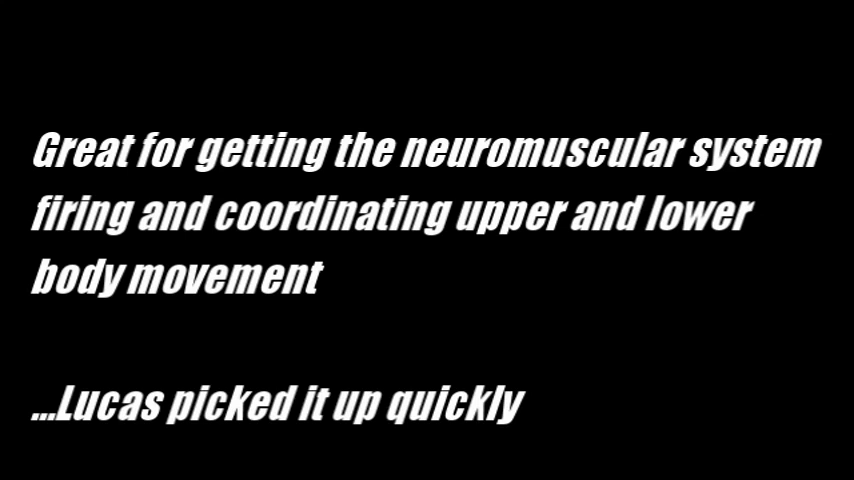 Great for getting the neuromuscular system
firing and coordinating upper and lower
body movement
...Lucas picked it up quickly